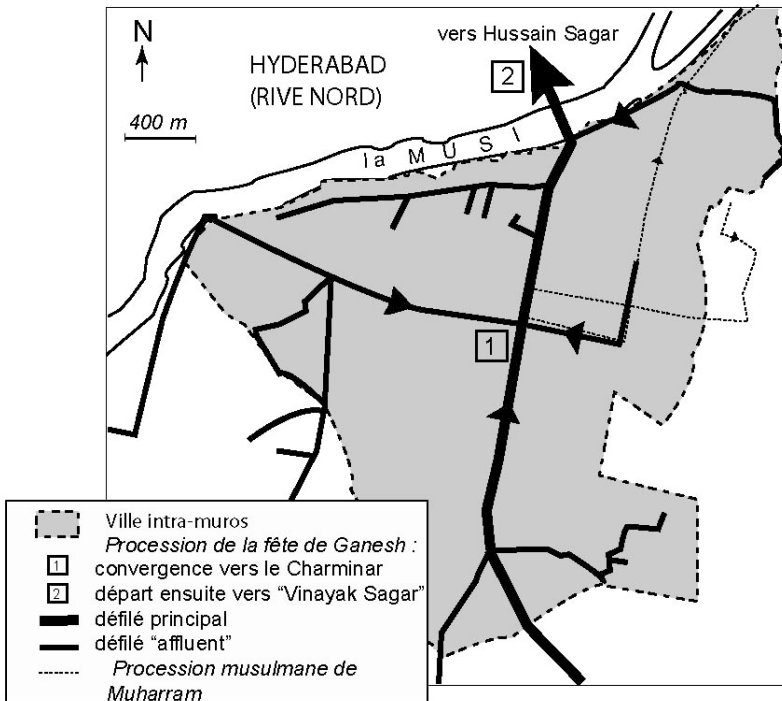 N
400 m
HYDERABAD
(RIVE NORD)
vers Hussain Sagar
2
la MUSI
1
Ville intra-muros
Procession de la fête de Ganesh :
1 convergence vers le Charminar
2 départ ensuite vers "Vinayak Sagar"
défilé principal
défilé "affluent"
Procession musulmane de
Muharram